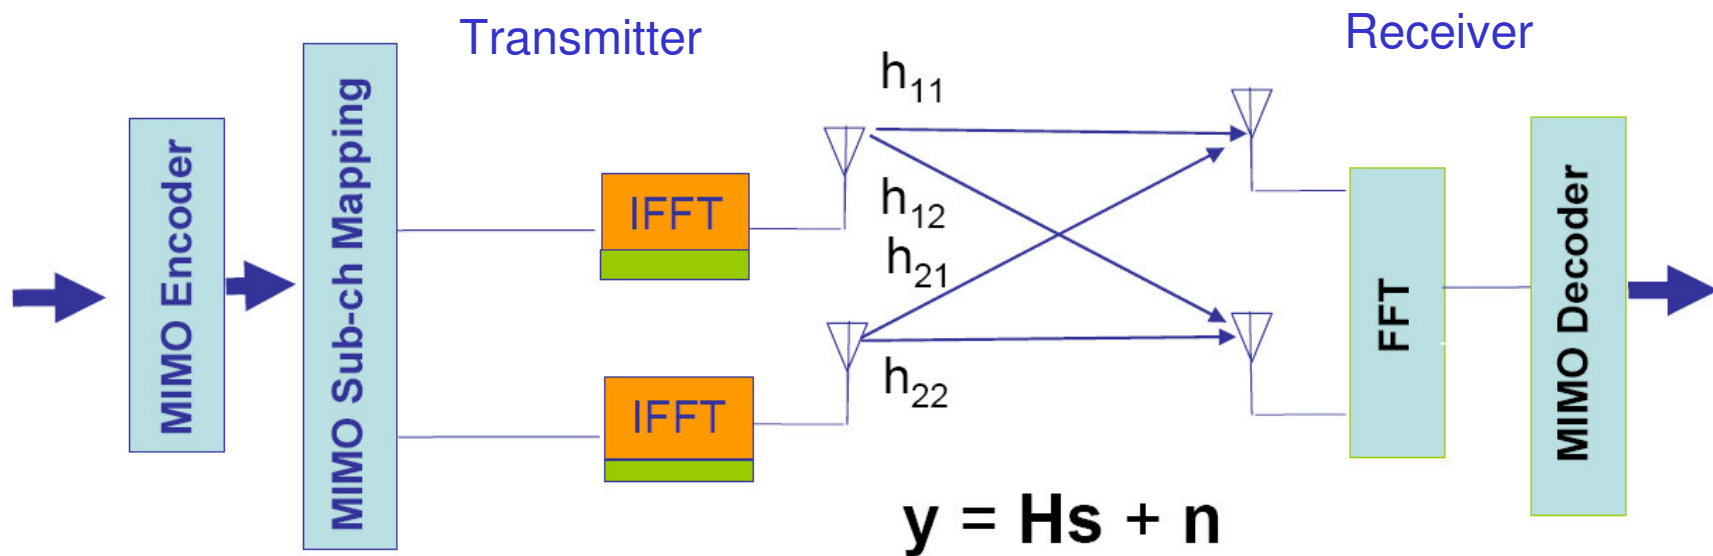 Transmitter
Receiver
MIMO Encoder
MIMO Sub-ch Mapping
IFFT
IFFT
h11
h12
h21
h22
FFT
MIMO Decoder
y = Hs + n